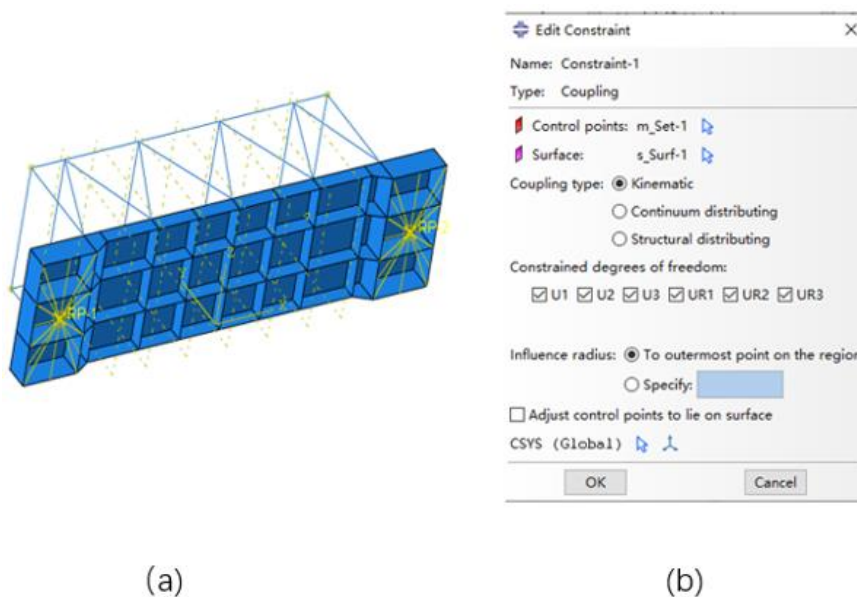 RP-1
Edit Constraint
Name: Constraint-1
Type: Coupling
Control points: m_Set-1
Surface: s_Surf-1
Coupling type: Kinematic
Continuum distributing
Structural distributing
Constrained degrees of freedom:
U1 U2 U3 UR1 UR2 UR3
Influence radius: To outermost point on the region
Specify:
Adjust control points to lie on surface
CSYS (Global)
OK Cancel
(a) (b)